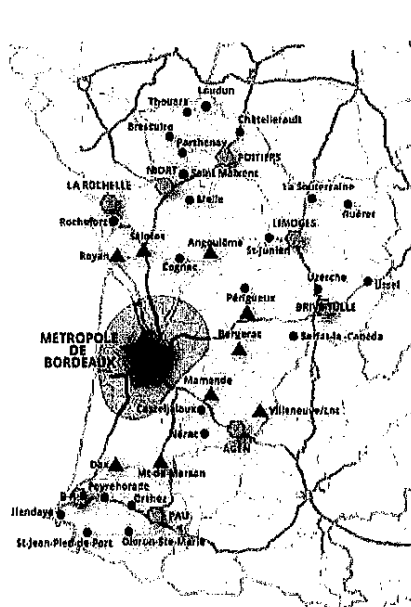 Loudun
Thouars
Bressuire
Châtellerault
Parthenay
POITIERS
NIORT
Saint Maixent
LA ROCHELLE
Melle
La Souterraine
Guéret
Rochefort
LIMOGES
Saintes
Angoulême
St-Junien
Royan
Cognac
Uzerche
Ussel
Périgueux
BRIVE-TULLE
METROPOLE
DE
BORDEAUX
Bergerac
Sarlat-la-Canéda
Marmande
Casteljaloux
Villeneuve/Lot
Nérac
AGEN
Dax
Mt-de-Marsan
Peyrehorade
Orthez
Hendaye
PAU
St-Jean-Pied-de-Port
Oloron-Ste-Marie